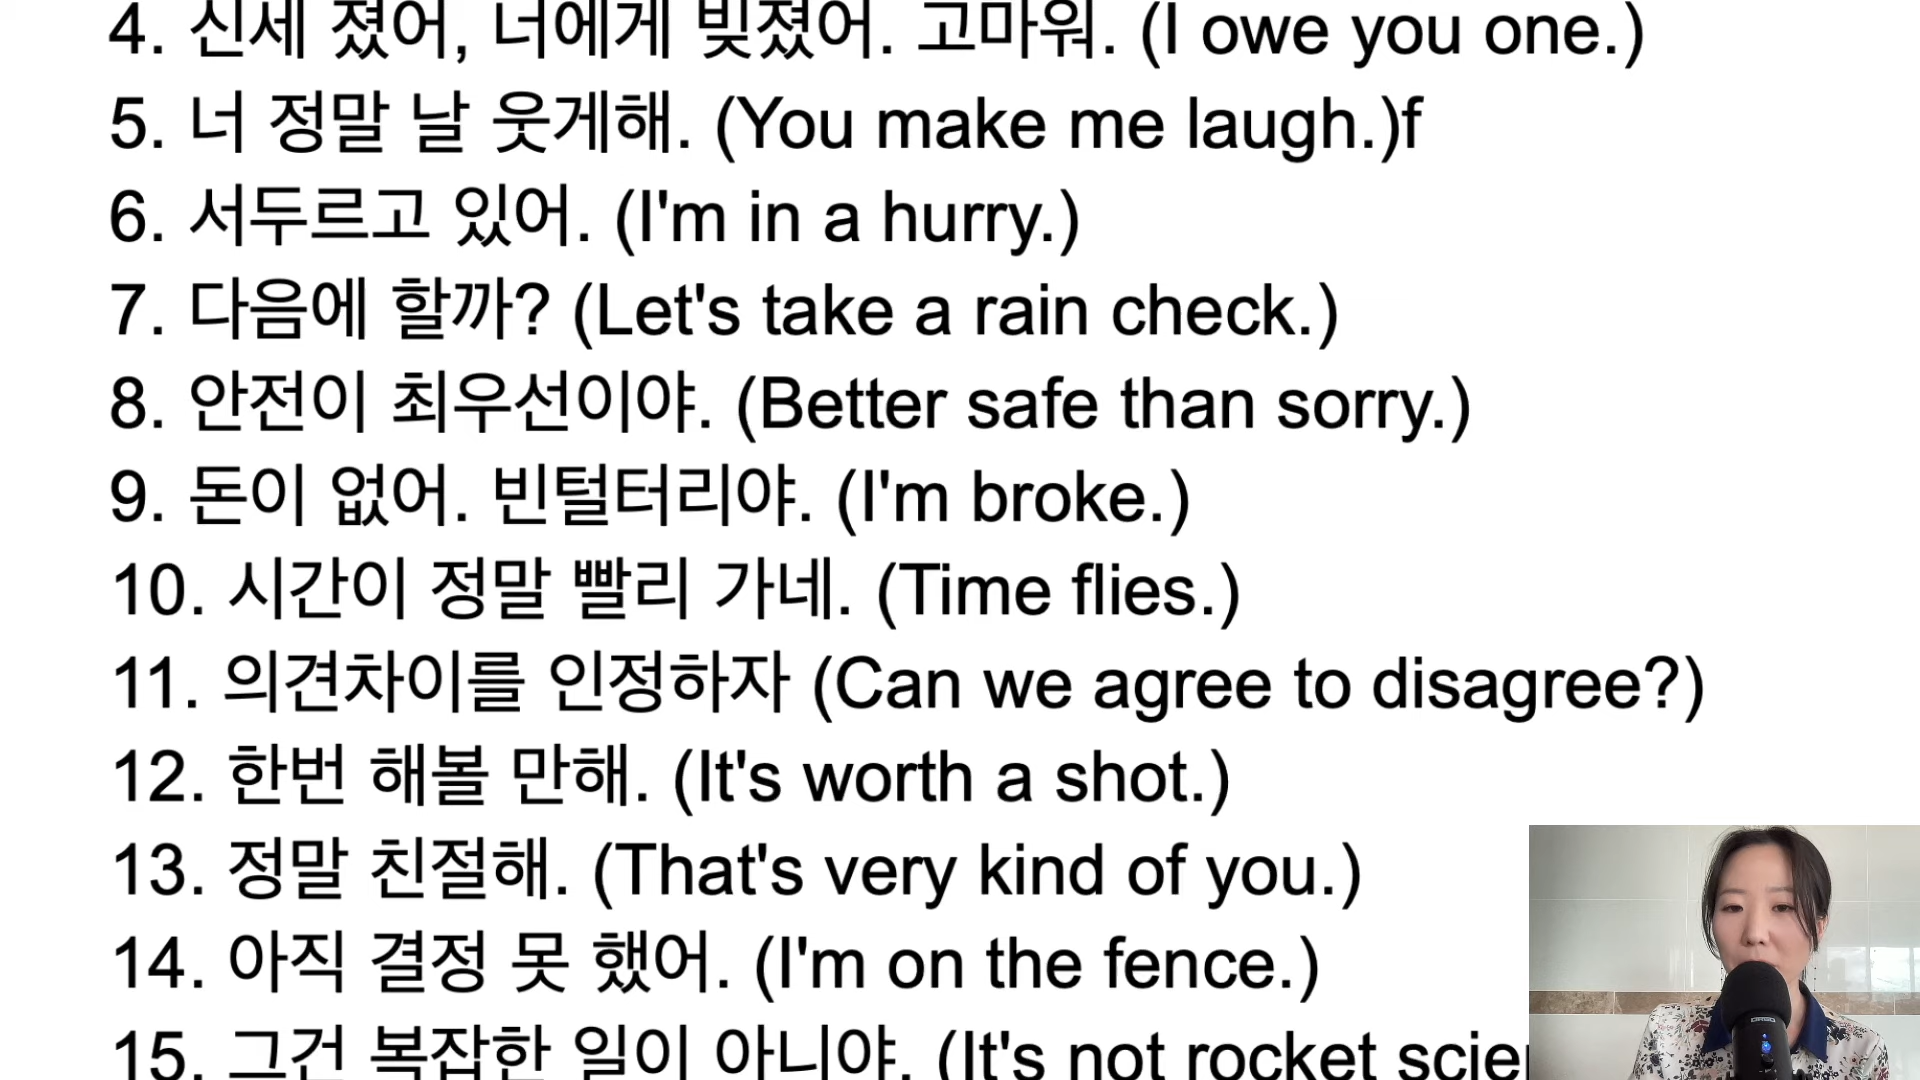 4. 신세 졌어, 너에게 빚졌어. 고마워. (I owe you one.)
5. 너 정말 날 웃게해. (You make me laugh.)f
6. 서두르고 있어. (I'm in a hurry.)
7. 다음에 할까? (Let's take a rain check.)
8. 안전이 최우선이야. (Better safe than sorry.)
9. 돈이 없어. 빈털터리야. (I'm broke.)
10. 시간이 정말 빨리 가네. (Time flies.)
11. 의견차이를 인정하자 (Can we agree to disagree?)
12. 한번 해볼 만해. (It's worth a shot.)
13. 정말 친절해. (That's very kind of you.)
14. 아직 결정 못 했어. (I'm on the fence.)
15. 그건 복잡한 일이 아니야. (It's not rocket